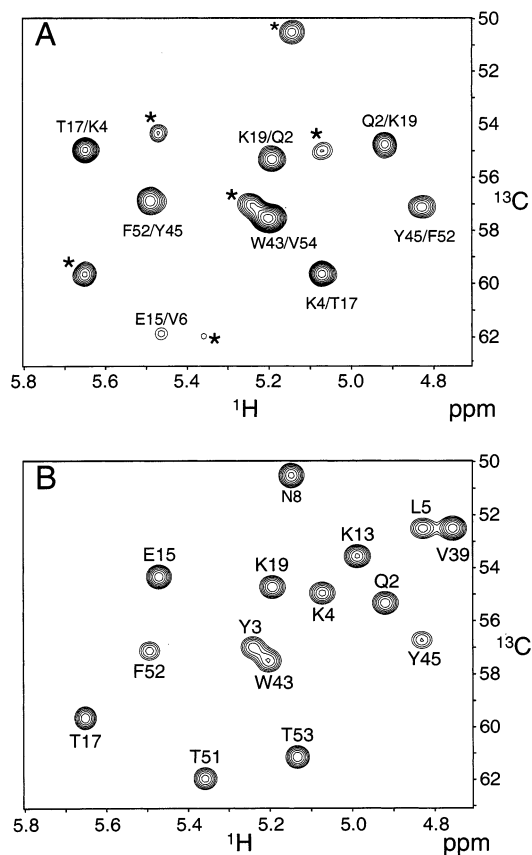 A
50
*
*
T17/K4
K19/Q2
*
Q2/K19
52
54
*
F52/Y45
W43/V54
Y45/F52
56
13C
58
*
K4/T17
60
E15/V6
*
62
5.8 5.6 5.4 5.2 5.0 4.8
1H ppm
B
50
N8
L5
V39
52
E15
K19
K13
K4
Q2
54
Y3
F52
W43
Y45
56
13C
58
T17
T51
T53
60
62
5.8 5.6 5.4 5.2 5.0 4.8
1H ppm